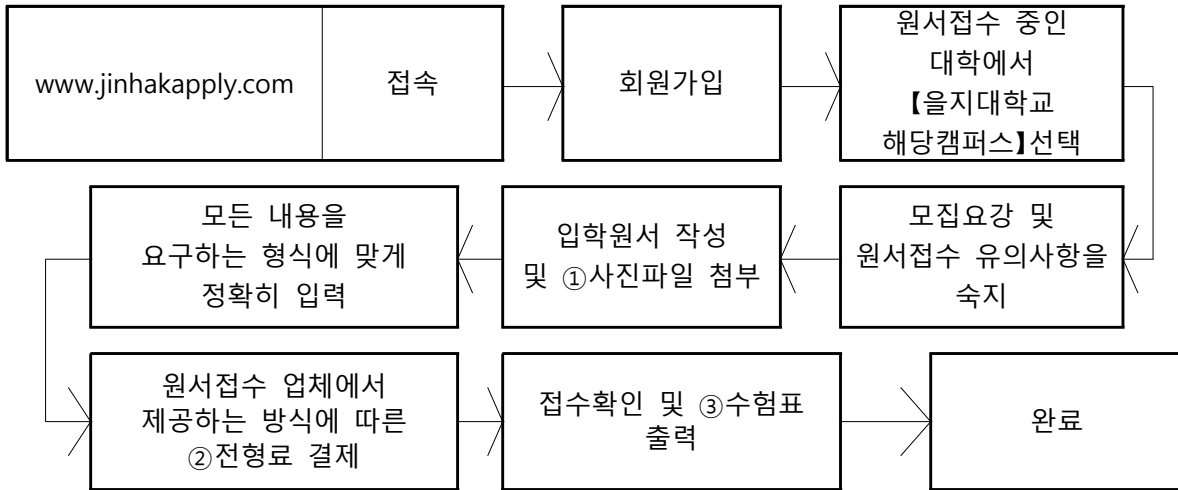 www.jinhakapply.com
접속
회원가입
원서접수 중인
대학에서
【을지대학교
해당캠퍼스】선택
모집요강 및
원서접수 유의사항을
숙지
입학원서 작성
및 ①사진파일 첨부
모든 내용을
요구하는 형식에 맞게
정확히 입력
원서접수 업체에서
제공하는 방식에 따른
②전형료 결제
접수확인 및 ③수험표
출력
완료